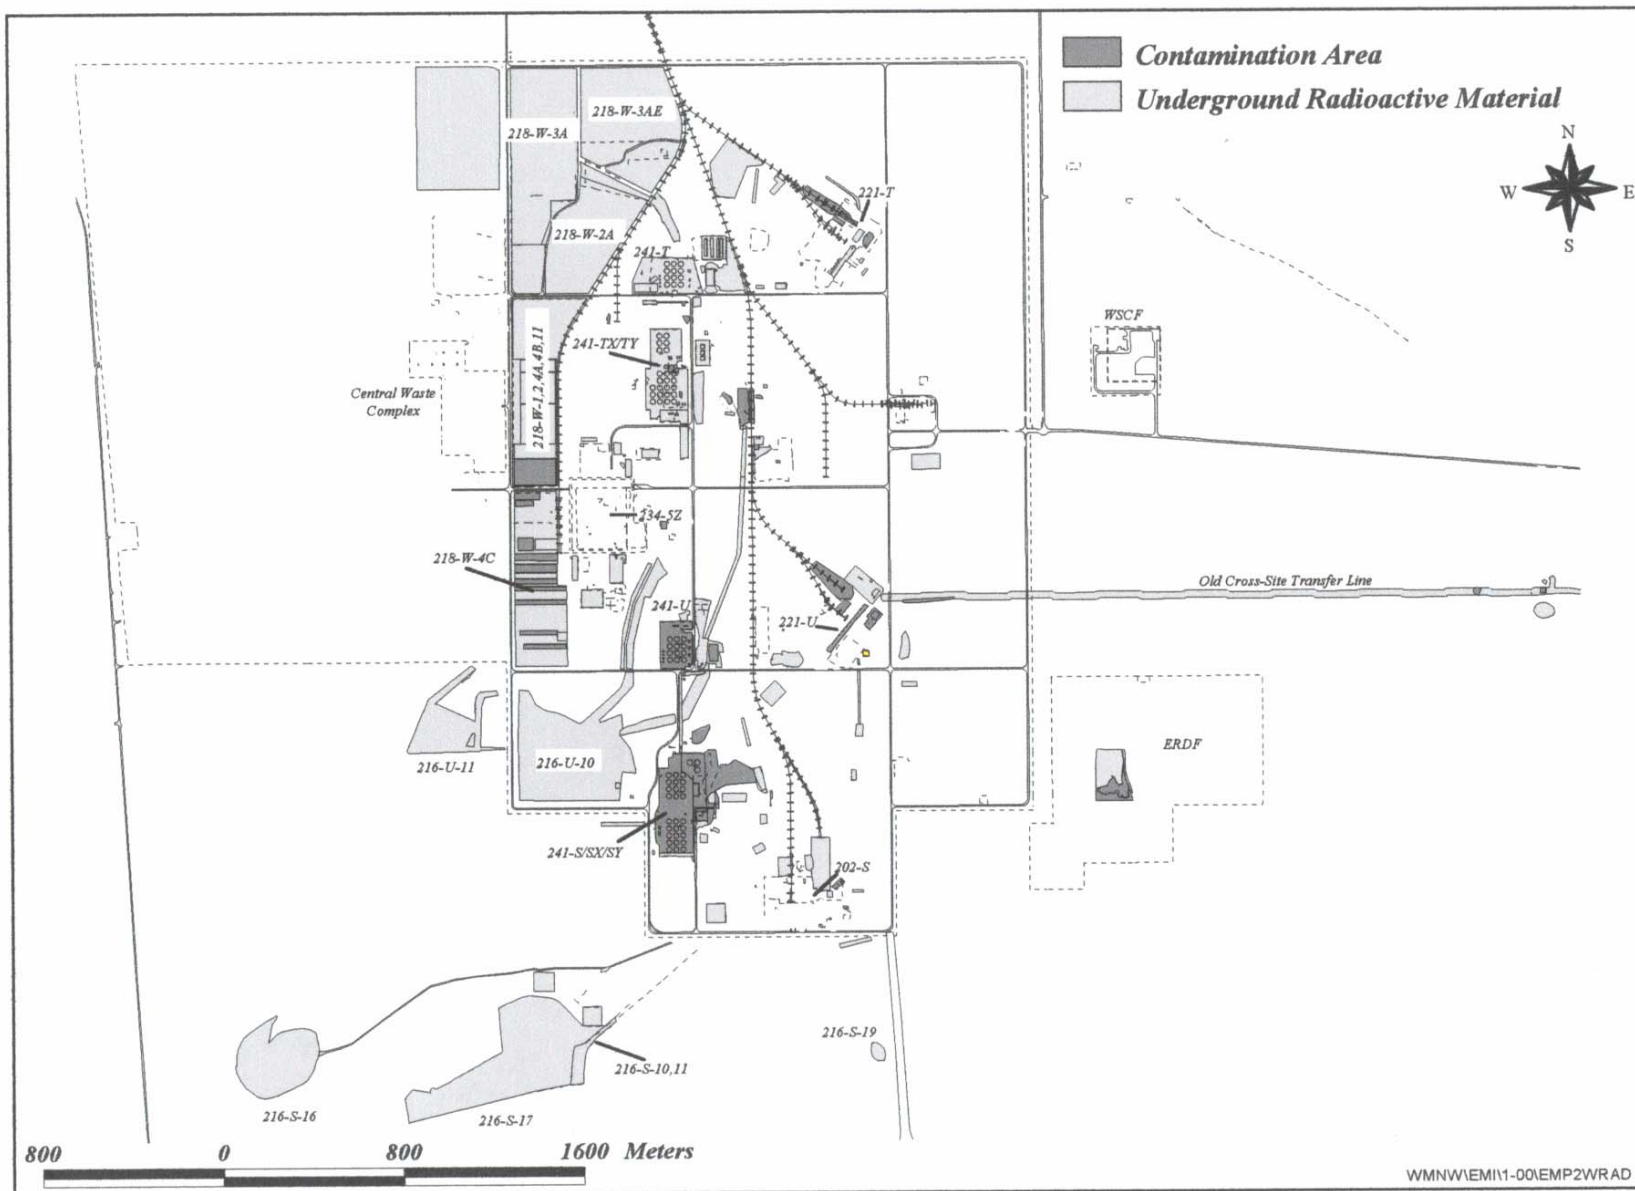 Contamination Area
Underground Radioactive Material
N
W E
S
218-W-3AE
218-W-3A
221-T
218-W-2A
241-T
WSCF
241-TX/TY
218-W-1,2,4A,4B,11
Central Waste
Complex
234-5Z
218-W-4C
Old Cross-Site Transfer Line
241-U
221-U
216-U-11
216-U-10
ERDF
241-S/SX/SY
202-S
216-S-19
216-S-10,11
216-S-16
216-S-17
800 0 800 1600 Meters
WMNW\EMI\1-00\EMP2WRAD